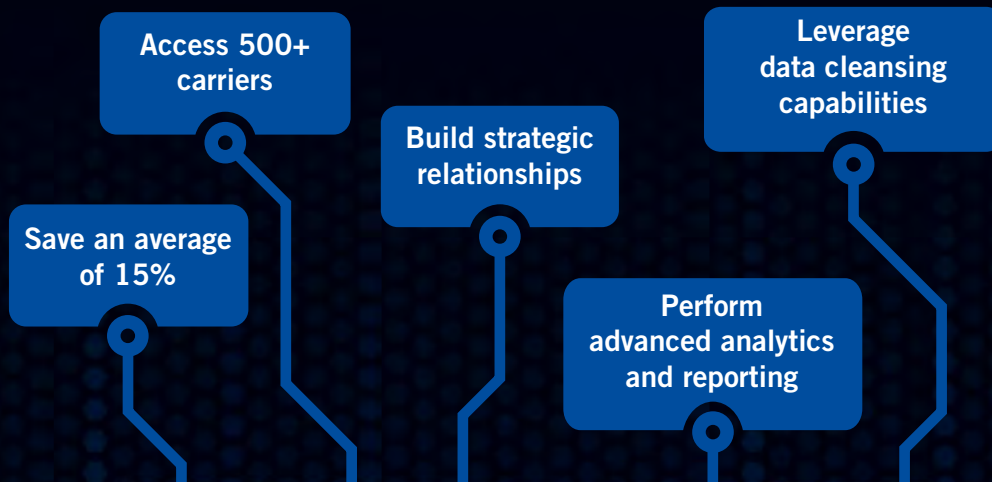 Access 500+
carriers
Leverage
data cleansing
capabilities
Build strategic
relationships
Save an average
of 15%
Perform
advanced analytics
and reporting